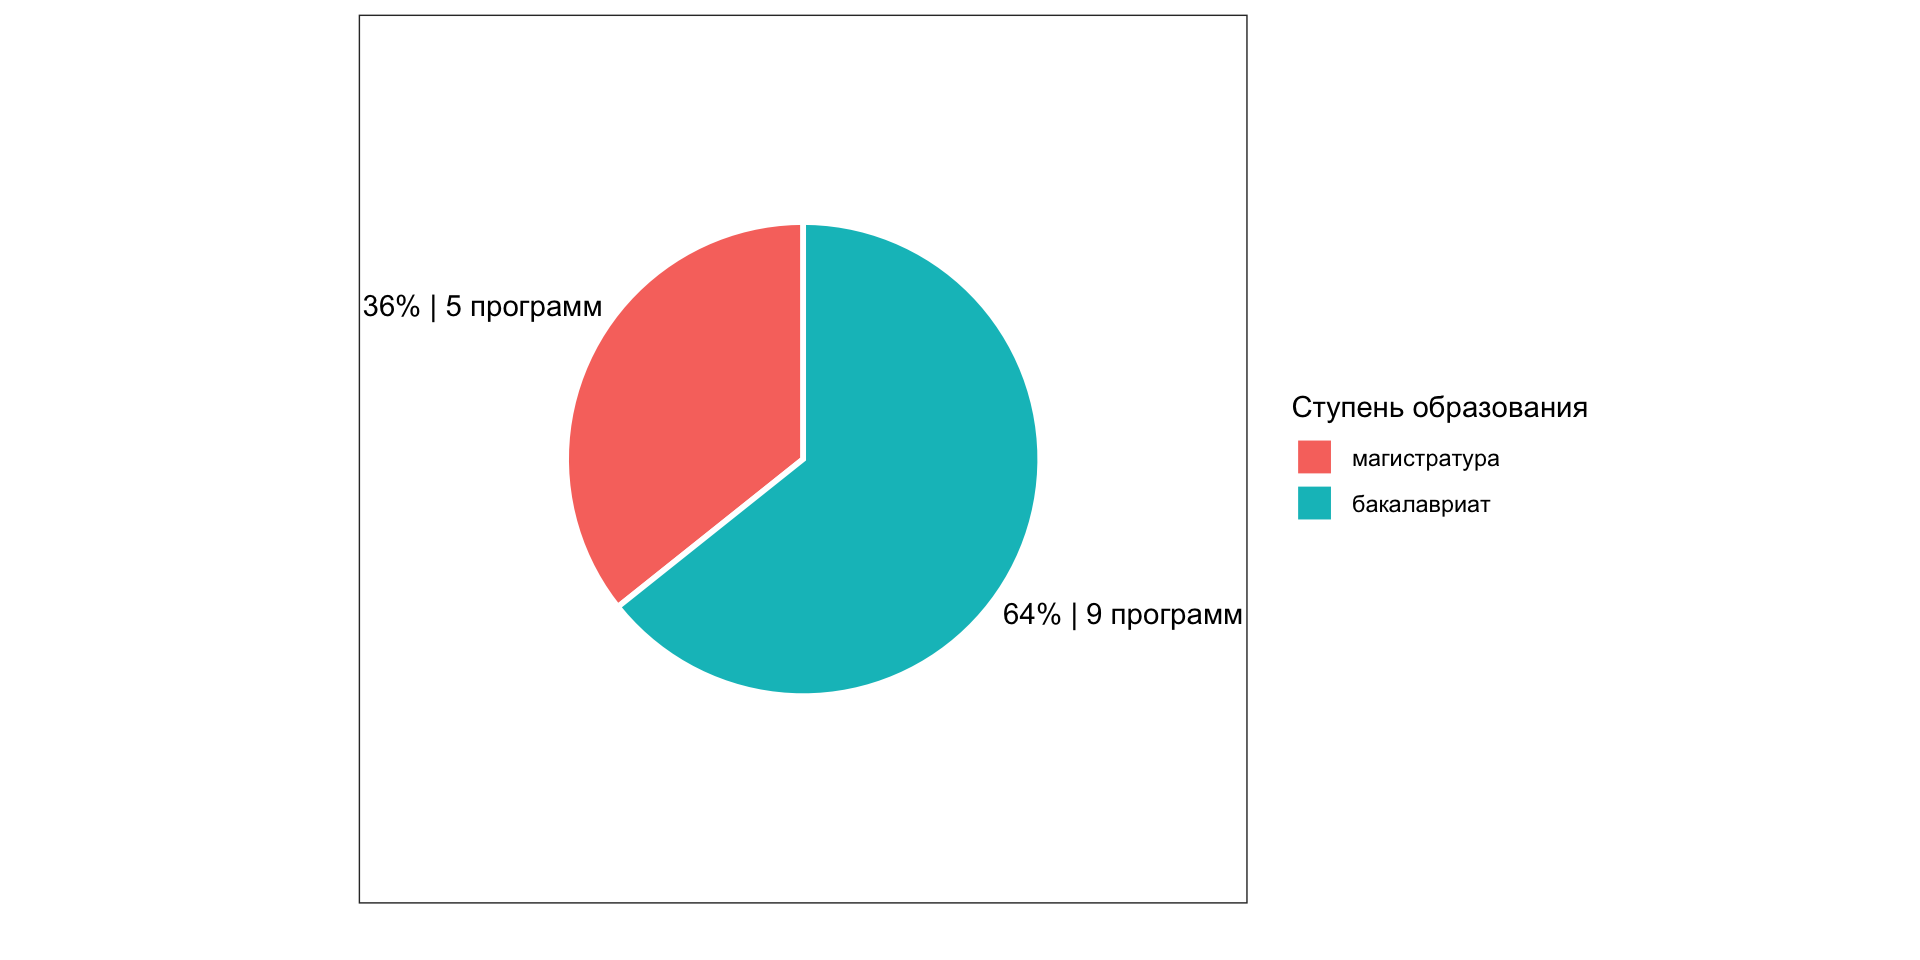 36% | 5 программ
64% | 9 программ
Ступень образования
магистратура
бакалавриат